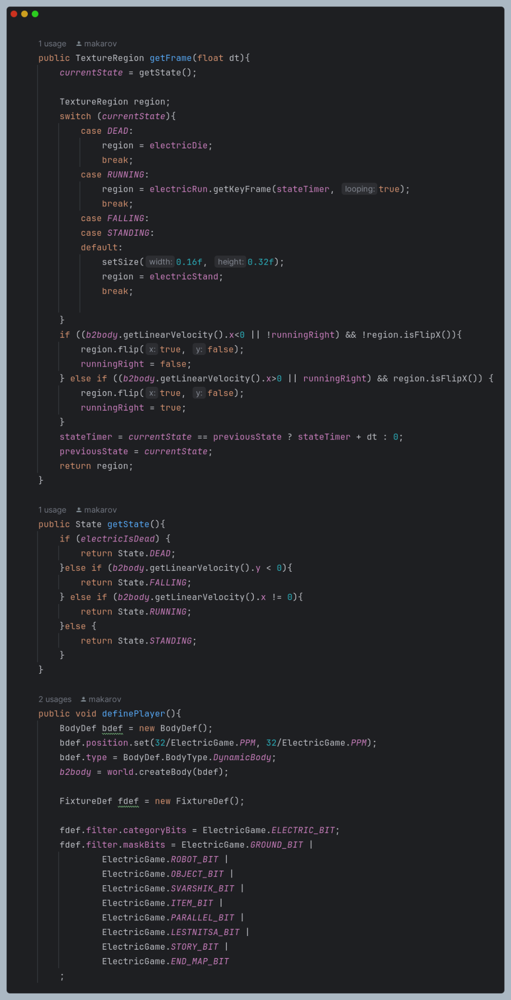 1 usage makarov
public TextureRegion getFrame(float dt){
    currentState = getState();

    TextureRegion region;
    switch (currentState){
        case DEAD:
            region = electricDie;
            break;
        case RUNNING:
            region = electricRun.getKeyFrame(stateTimer, looping: true);
            break;
        case FALLING:
        case STANDING:
        default:
            setSize( width: 0.16f, height: 0.32f);
            region = electricStand;
            break;

    }
    if ((b2body.getLinearVelocity().x<0 || !runningRight) && !region.isFlipX()){
        region.flip( x: true, y: false);
        runningRight = false;
    } else if ((b2body.getLinearVelocity().x>0 || runningRight) && region.isFlipX()) {
        region.flip( x: true, y: false);
        runningRight = true;
    }
    stateTimer = currentState == previousState ? stateTimer + dt : 0;
    previousState = currentState;
    return region;
}

1 usage makarov
public State getState(){
    if (electricIsDead) {
        return State.DEAD;
    }else if (b2body.getLinearVelocity().y < 0){
        return State.FALLING;
    } else if (b2body.getLinearVelocity().x != 0){
        return State.RUNNING;
    }else {
        return State.STANDING;
    }
}

2 usages makarov
public void definePlayer(){
    BodyDef bdef = new BodyDef();
    bdef.position.set(32/ElectricGame.PPM, 32/ElectricGame.PPM);
    bdef.type = BodyDef.BodyType.DynamicBody;
    b2body = world.createBody(bdef);

    FixtureDef fdef = new FixtureDef();

    fdef.filter.categoryBits = ElectricGame.ELECTRIC_BIT;
    fdef.filter.maskBits = ElectricGame.GROUND_BIT |
            ElectricGame.ROBOT_BIT |
            ElectricGame.OBJECT_BIT |
            ElectricGame.SVARSHIK_BIT |
            ElectricGame.ITEM_BIT |
            ElectricGame.PARALLEL_BIT |
            ElectricGame.LESTNITSA_BIT |
            ElectricGame.STORY_BIT |
            ElectricGame.END_MAP_BIT
    ;